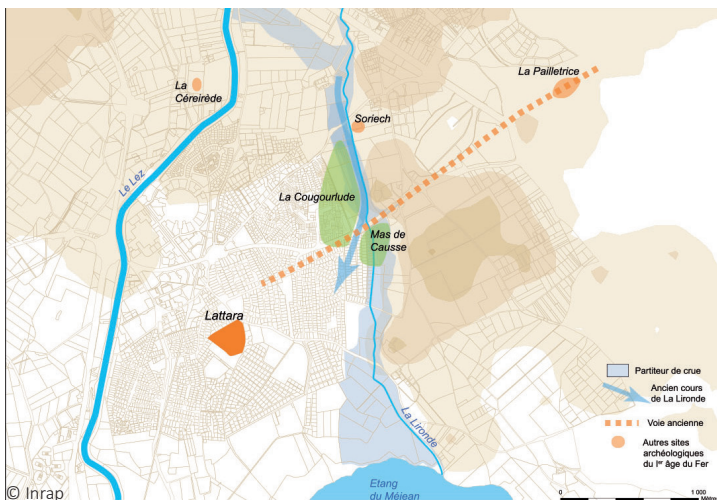 La
Céreirède
Soriech
La Pailletrice
Le Lez
La Cougourlude
Mas de
Causse
Lattara
La Lironde
Etang
du Méjean
Partiteur de crue
Ancien cours
de La Lironde
Voie ancienne
Autres sites
archéologiques
du Ier âge du Fer
0 1 000
Mètres
© Inrap